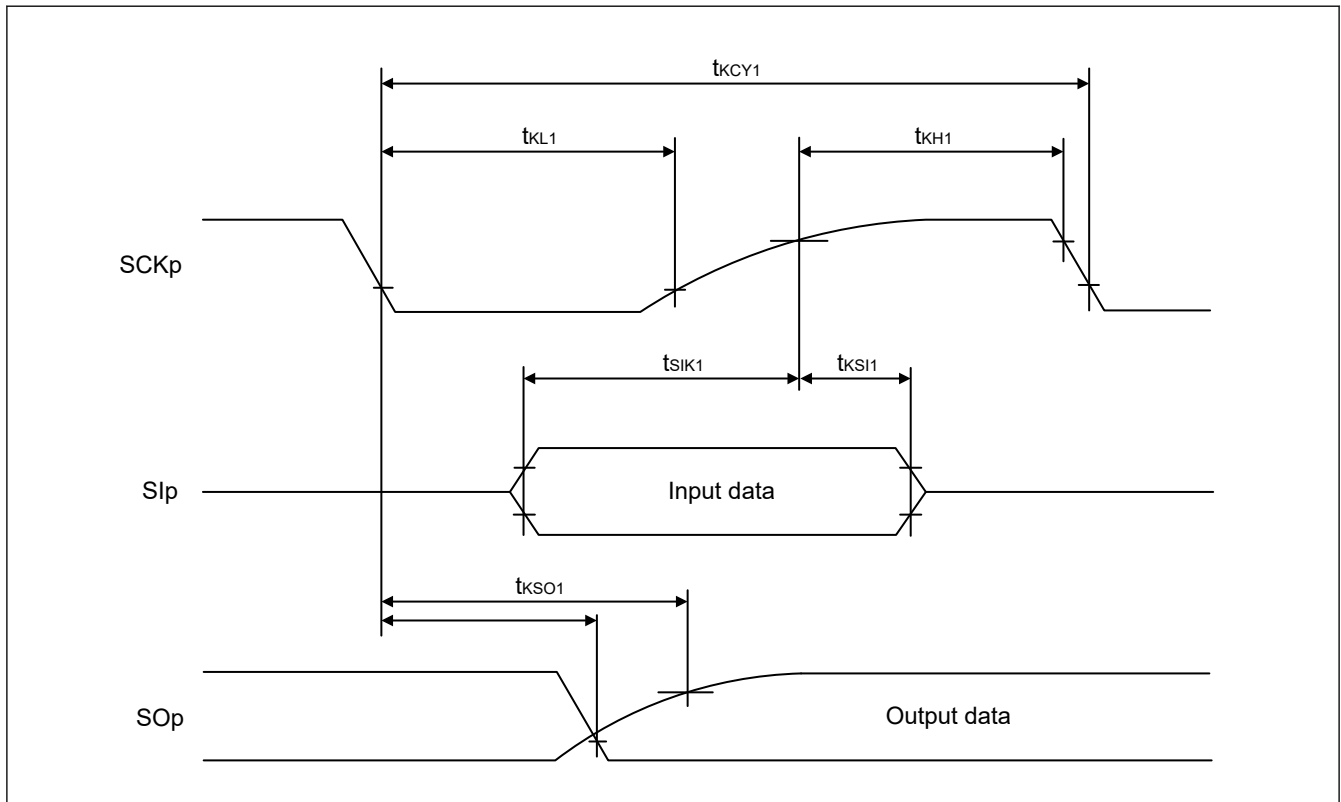 tKCY1
tKL1
tKH1
SCKp
tSIK1
tKSI1
SIp
Input data
tKSO1
SOp
Output data